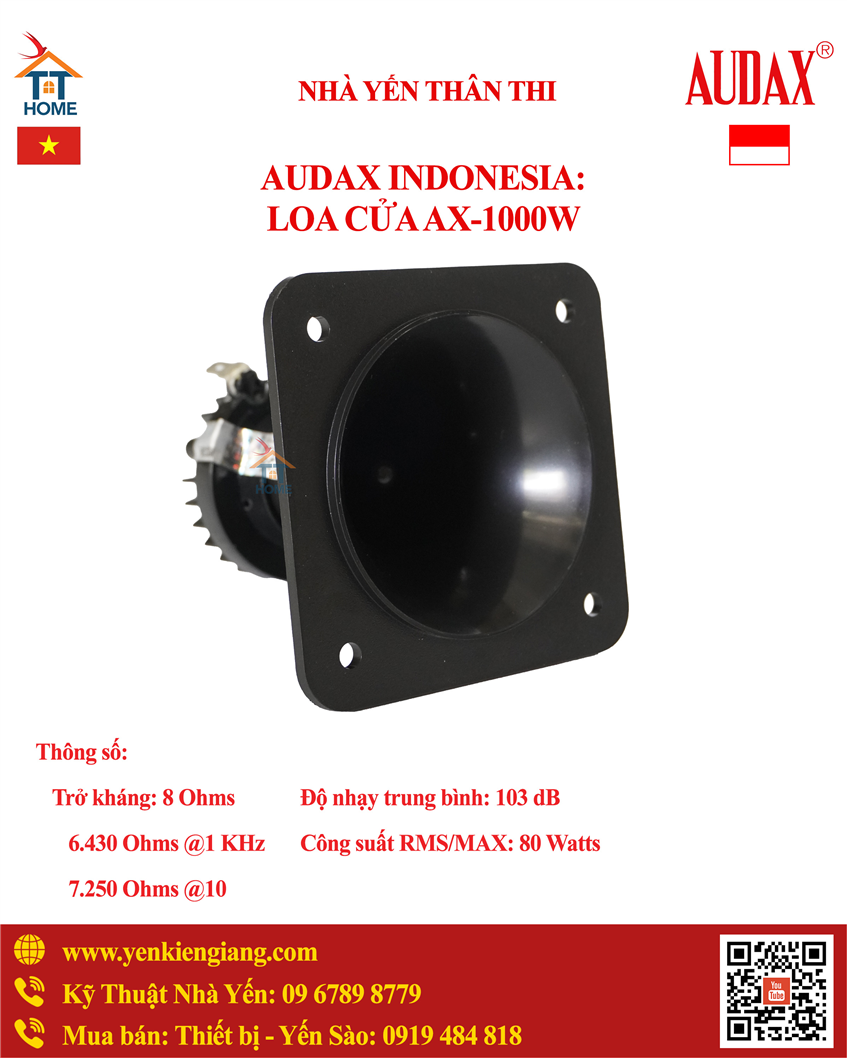 TT
HOME
NHÀ YẾN THÂN THI
AUDAX®
AUDAX INDONESIA:
LOA CỬA AX-1000W
TT
HOME
Thông số:
Trở kháng: 8 Ohms
Độ nhạy trung bình: 103 dB
6.430 Ohms @1 KHz
Công suất RMS/MAX: 80 Watts
7.250 Ohms @10
www.yenkiengiang.com
Kỹ Thuật Nhà Yến: 09 6789 8779
Mua bán: Thiết bị - Yến Sào: 0919 484 818
You
Tube